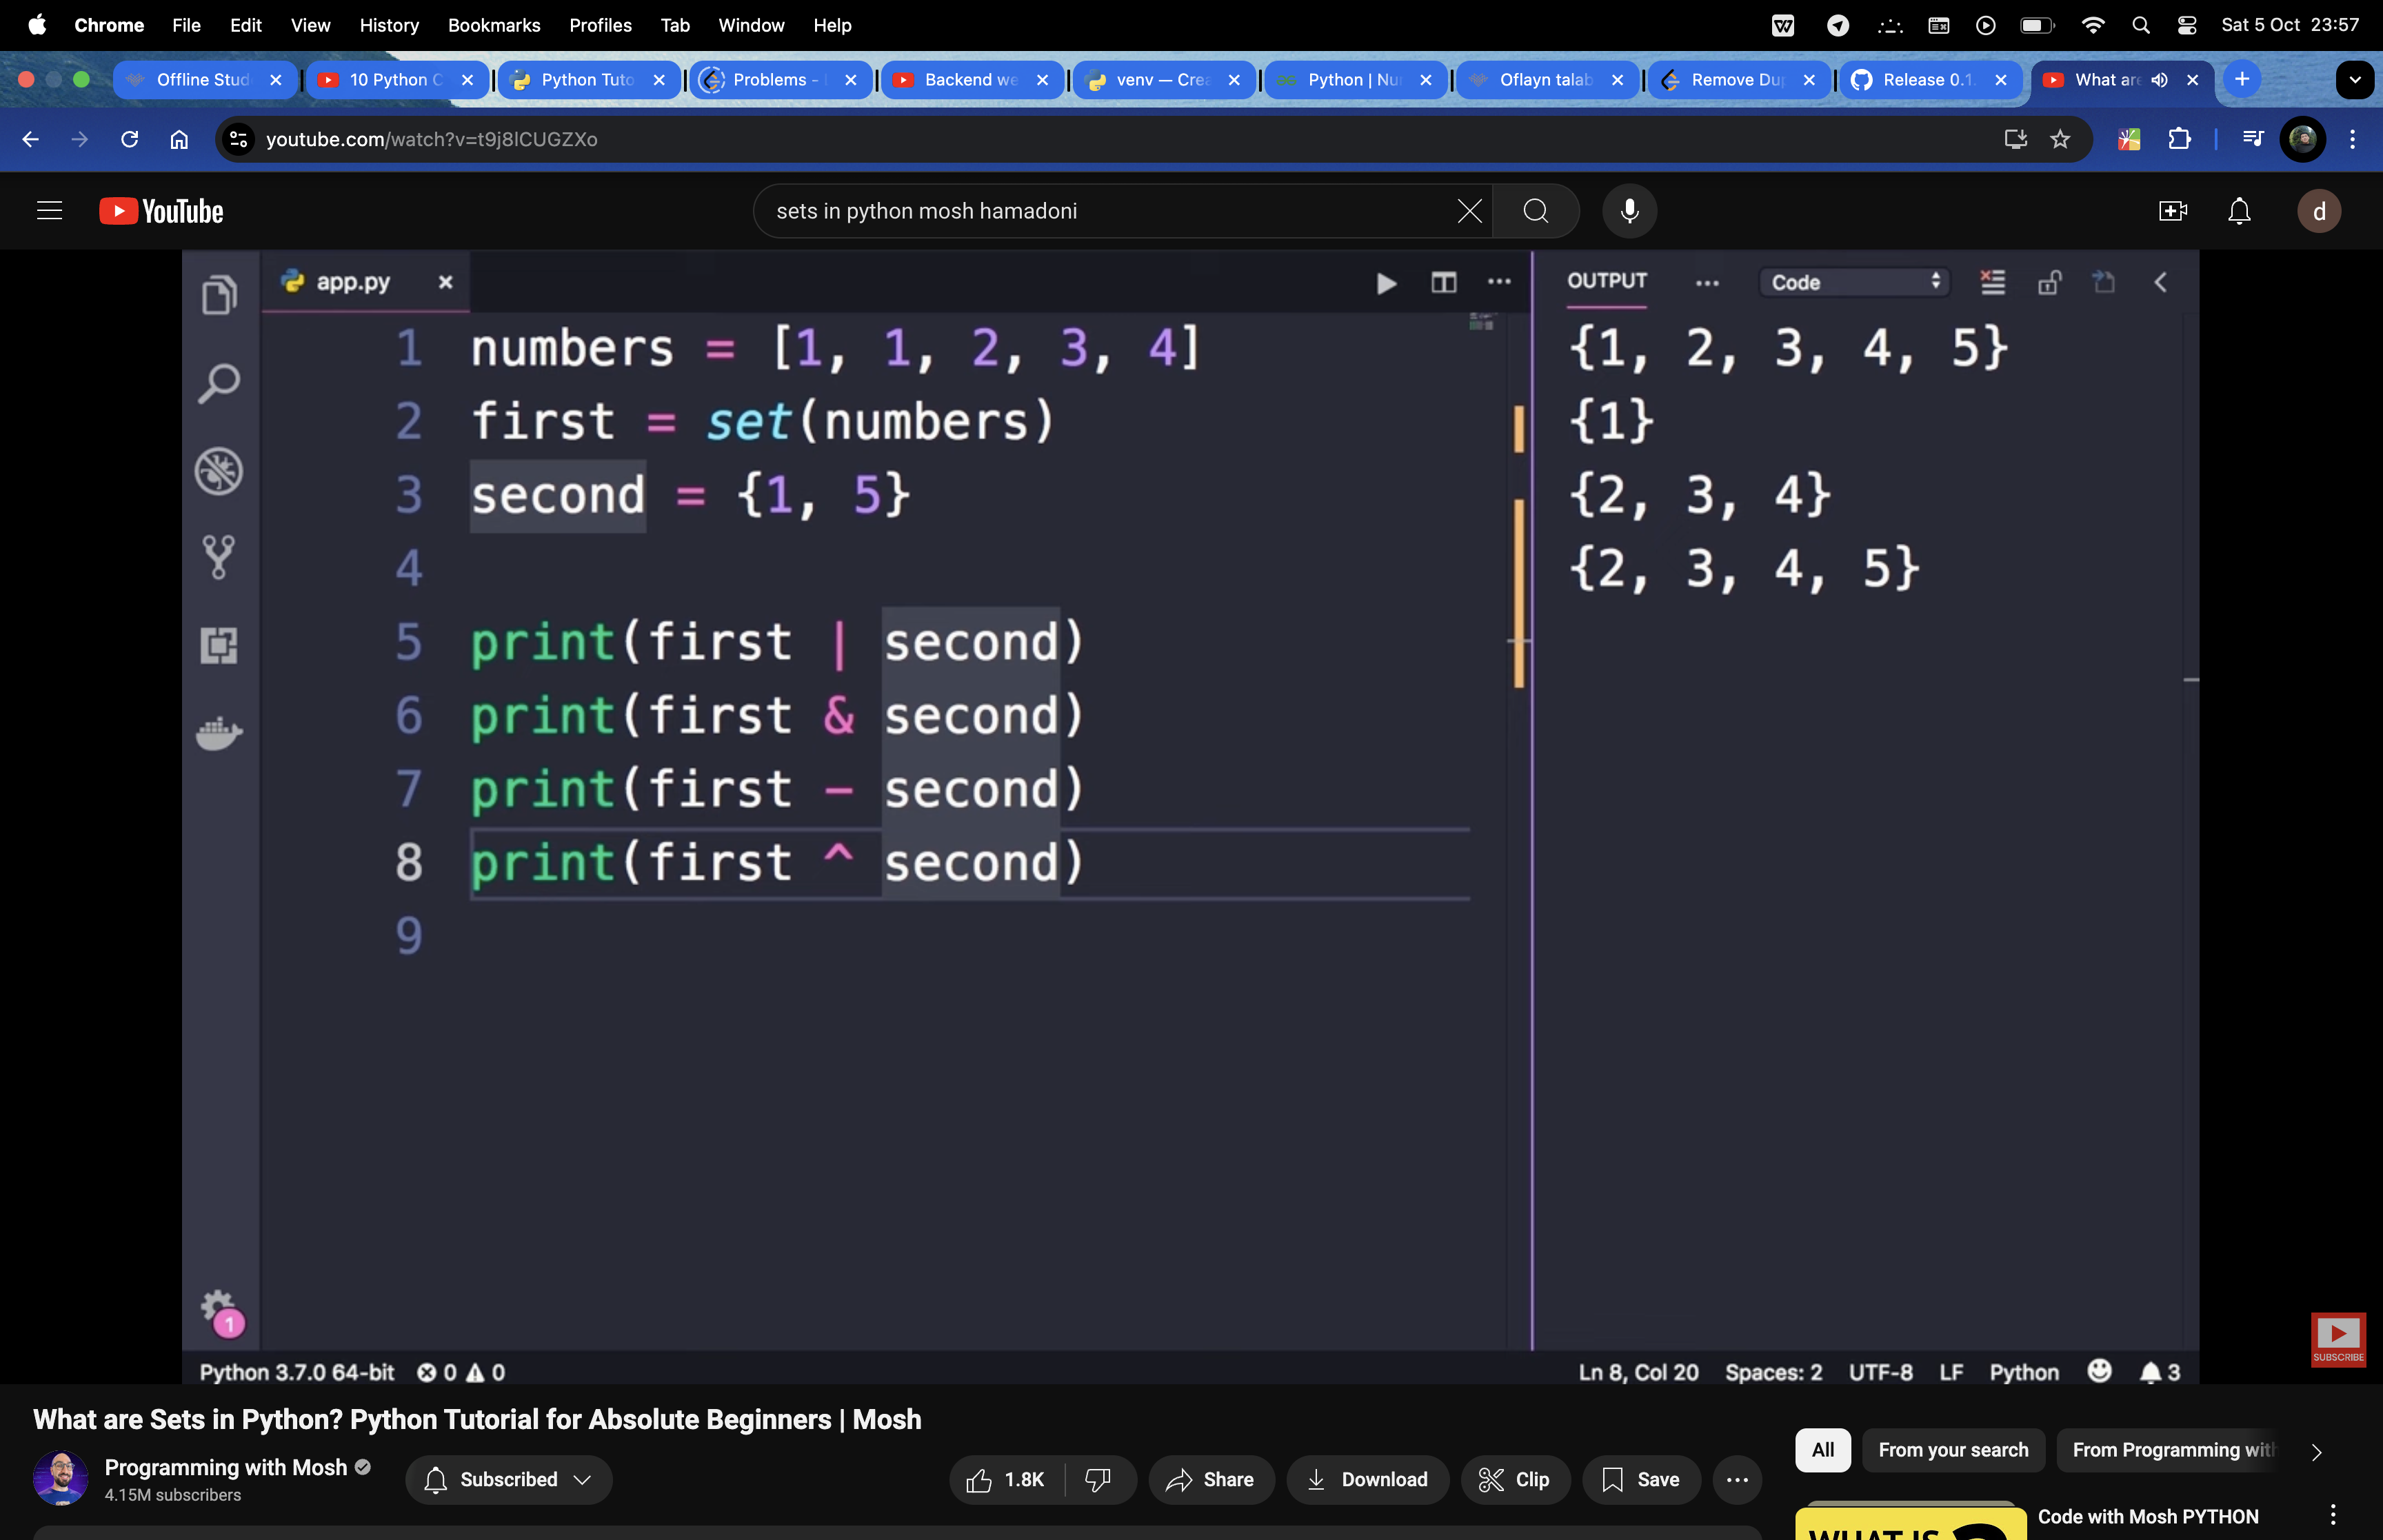 Chrome File Edit View History Bookmarks Profiles Tab Window Help Sat 5 Oct 23:57
Offline Stud 10 Python C Python Tuto Problems - Backend we venv — Crea Python | Nu Oflayn talab Remove Du Release 0.1. What are
youtube.com/watch?v=t9j8lCUGZXo
YouTube sets in python mosh hamadoni d
app.py
1 numbers = [1, 1, 2, 3, 4]
2 first = set(numbers)
3 second = {1, 5}
4
5 print(first | second)
6 print(first & second)
7 print(first - second)
8 print(first ^ second)
9
OUTPUT Code
{1, 2, 3, 4, 5}
{1}
{2, 3, 4}
{2, 3, 4, 5}
1
SUBSCRIBE
Python 3.7.0 64-bit 0 0 Ln 8, Col 20 Spaces: 2 UTF-8 LF Python 3
What are Sets in Python? Python Tutorial for Absolute Beginners | Mosh
Programming with Mosh
4.15M subscribers
Subscribed
1.8K Share Download Clip Save
All From your search From Programming with
WHAT IS
Code with Mosh PYTHON